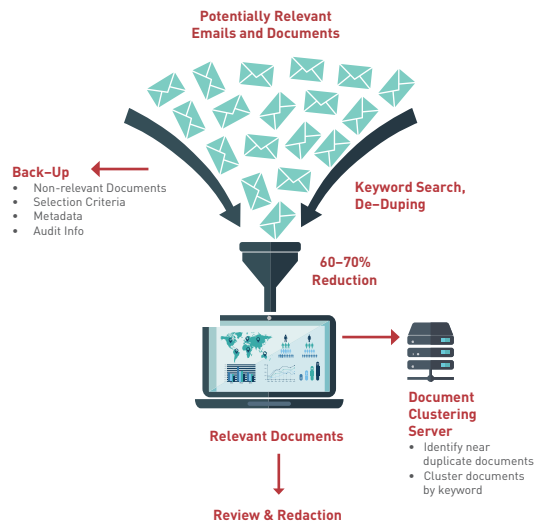 Potentially Relevant
Emails and Documents
Back–Up
• Non-relevant Documents
• Selection Criteria
• Metadata
• Audit Info
Keyword Search,
De–Duping
60–70%
Reduction
Relevant Documents
Document
Clustering
Server
• Identify near
duplicate documents
• Cluster documents
by keyword
Review & Redaction